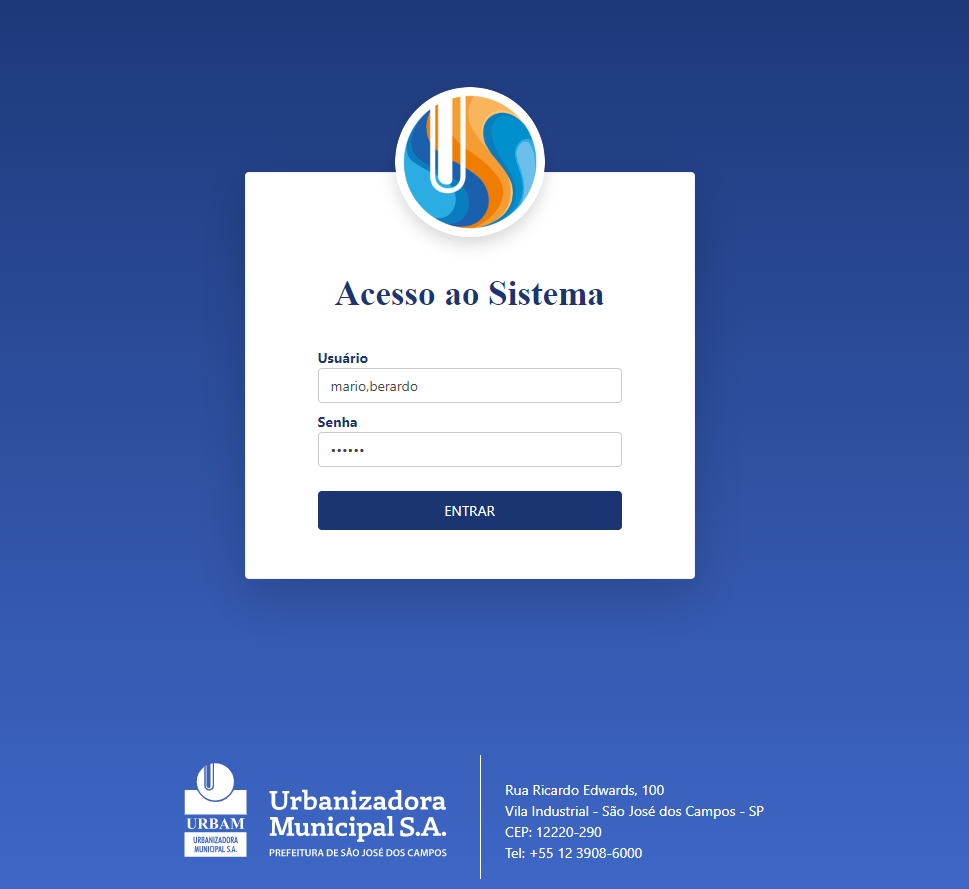 Acesso ao Sistema
Usuário
mario,berardo
Senha
••••••
ENTRAR
URBAM
URBANIZADORA
MUNICIPAL S.A.
Urbanizadora
Municipal S.A.
PREFEITURA DE SÃO JOSÉ DOS CAMPOS
Rua Ricardo Edwards, 100
Vila Industrial - São José dos Campos - SP
CEP: 12220-290
Tel: +55 12 3908-6000